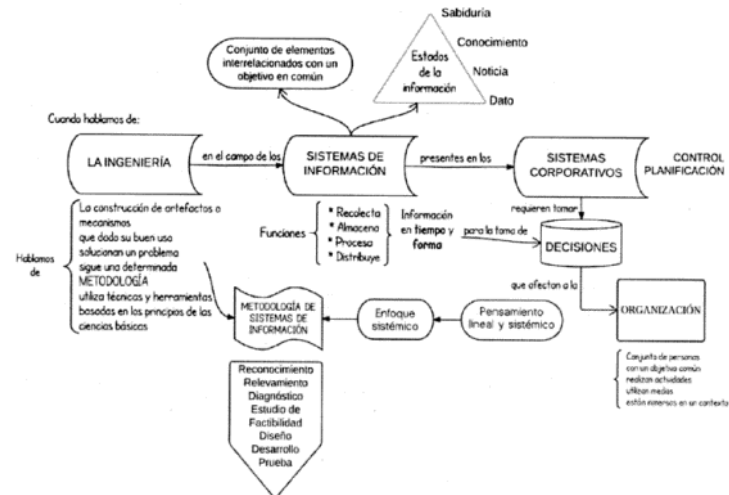 Sabiduría
Conjunto de elementos
interrelacionados con un
objetivo en común
Estados
de la
información
Conocimiento
Noticia
Dato
Cuando hablamos de:
LA INGENIERÍA
en el campo de los
SISTEMAS DE
INFORMACIÓN
presentes en los
SISTEMAS
CORPORATIVOS
CONTROL
PLANIFICACIÓN
Hablamos
de
La construcción de artefactos o
mecanismos
que dado su buen uso
solucionan un problema
sigue una determinada
METODOLOGÍA
utiliza técnicas y herramientas
basadas en los principios de las
ciencias básicas
Funciones
* Recolecta
* Almacena
* Procesa
* Distribuye
Información
en tiempo y
forma
para la toma de
requieren tomar
DECISIONES
que afectan a la
ORGANIZACIÓN
Conjunto de personas
con un objetivo común
realizan actividades
utilizan medios
están inmersos en un contexto
METODOLOGÍA DE
SISTEMAS DE
INFORMACIÓN
Enfoque
sistémico
Pensamiento
lineal y sistémico
Reconocimiento
Relevamiento
Diagnóstico
Estudio de
Factibilidad
Diseño
Desarrollo
Prueba